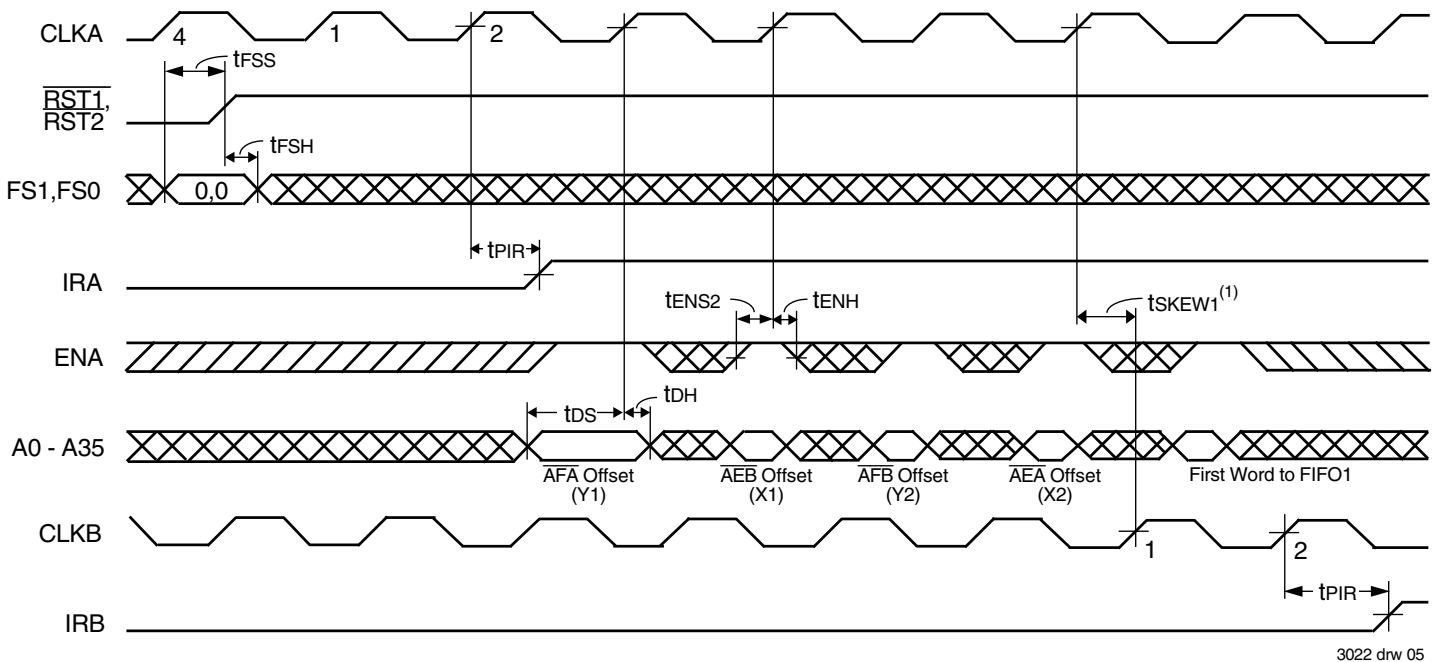 CLKA 4 1 2
tFSS
RST1,
RST2
tFSH
FS1,FS0 0,0
tPIR
IRA
tENS2 tENH tSKEW1(1)
ENA
tDS tDH
A0 - A35
AFA Offset AEB Offset AFB Offset AEA Offset First Word to FIFO1
(Y1) (X1) (Y2) (X2)
CLKB 1 2
tPIR
IRB
3022 drw 05